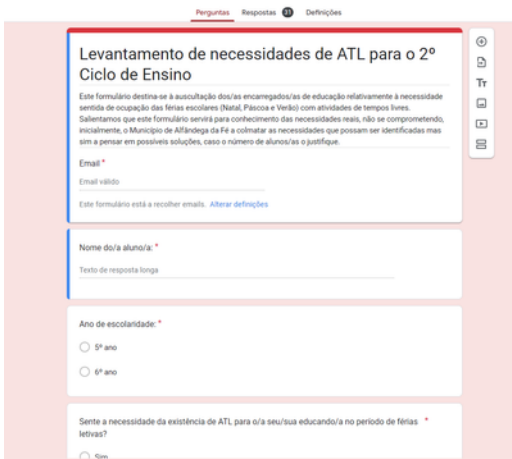 Perguntas Respostas 31 Definições
Levantamento de necessidades de ATL para o 2º
Ciclo de Ensino
Este formulário destina-se à auscultação dos/as encarregados/as de educação relativamente à necessidade
sentida de ocupação das férias escolares (Natal, Páscoa e Verão) com atividades de tempos livres.
Salientamos que este formulário servirá para conhecimento das necessidades reais, não se comprometendo,
inicialmente, o Município de Alfândega da Fé a colmatar as necessidades que possam ser identificadas mas
sim a pensar em possíveis soluções, caso o número de alunos/as o justifique.
Email *
Email válido
Este formulário está a recolher emails. Alterar definições
Nome do/a aluno/a: *
Texto de resposta longa
Ano de escolaridade: *
5º ano
6º ano
Sente a necessidade da existência de ATL para o/a seu/sua educando/a no período de férias *
letivas?
Sim
Tr